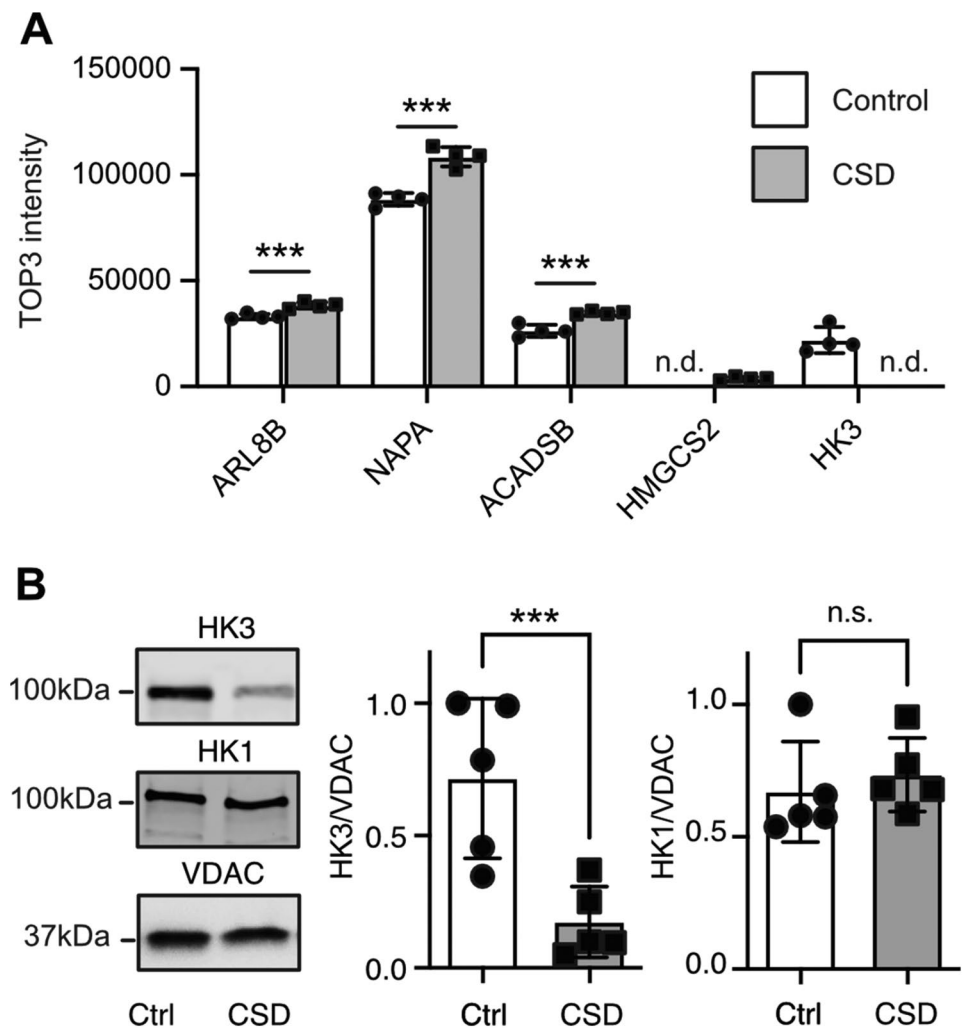 A
150000
100000
50000
0
TOP3 intensity
***
***
***
n.d.
n.d.
Control
CSD
ARL8B
NAPA
ACADSB
HMGCS2
HK3
B
HK3
100kDa
HK1
100kDa
VDAC
37kDa
Ctrl CSD
***
HK3/VDAC
1.0
0.5
0.0
Ctrl CSD
n.s.
HK1/VDAC
1.0
0.5
0.0
Ctrl CSD